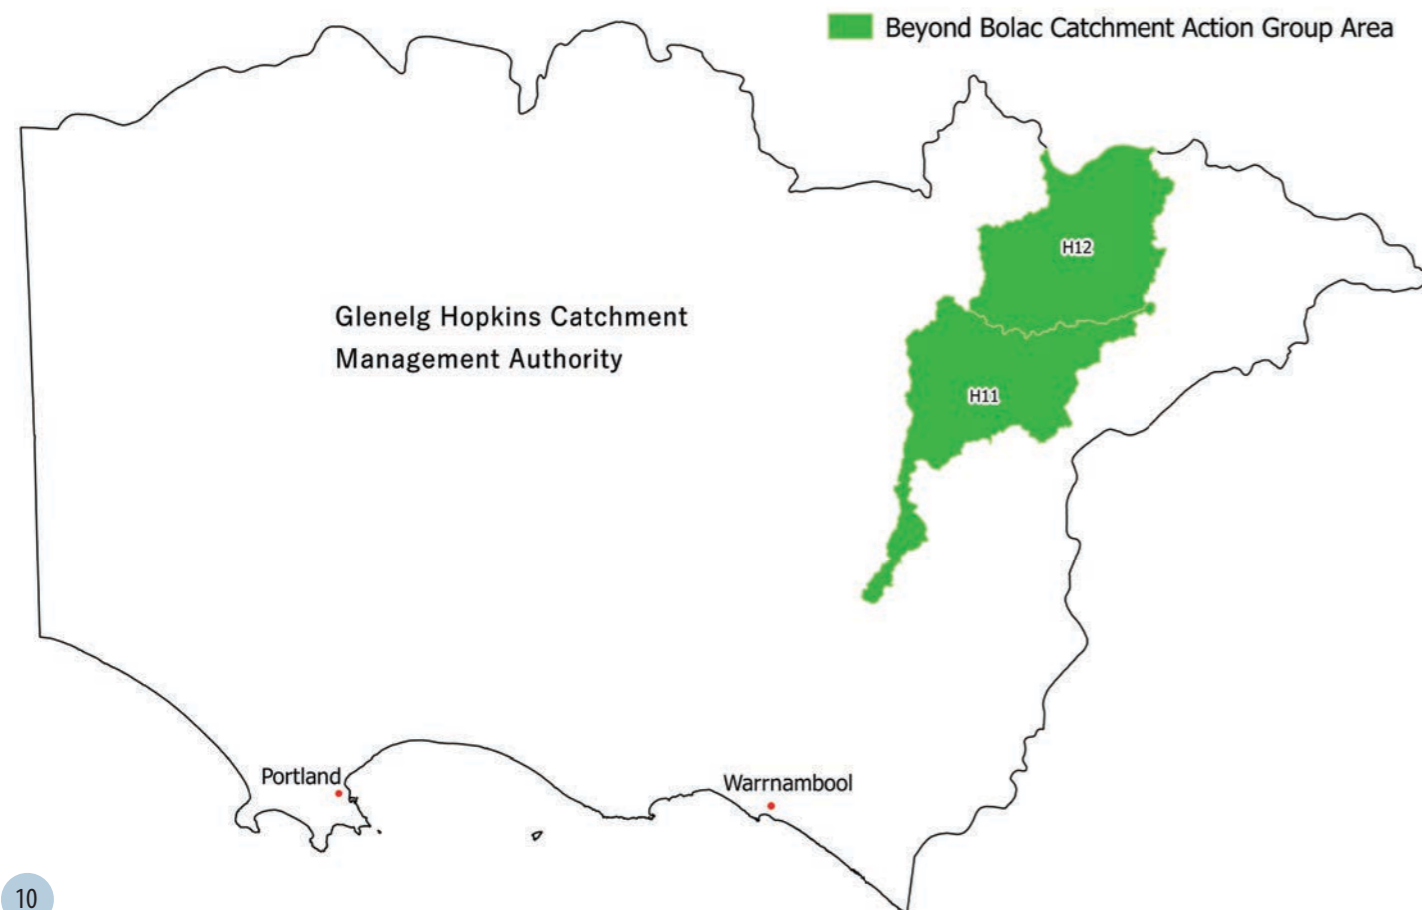 Beyond Bolac Catchment Action Group Area
H12
Glenelg Hopkins Catchment
Management Authority
H11
Portland
Warrnambool
10